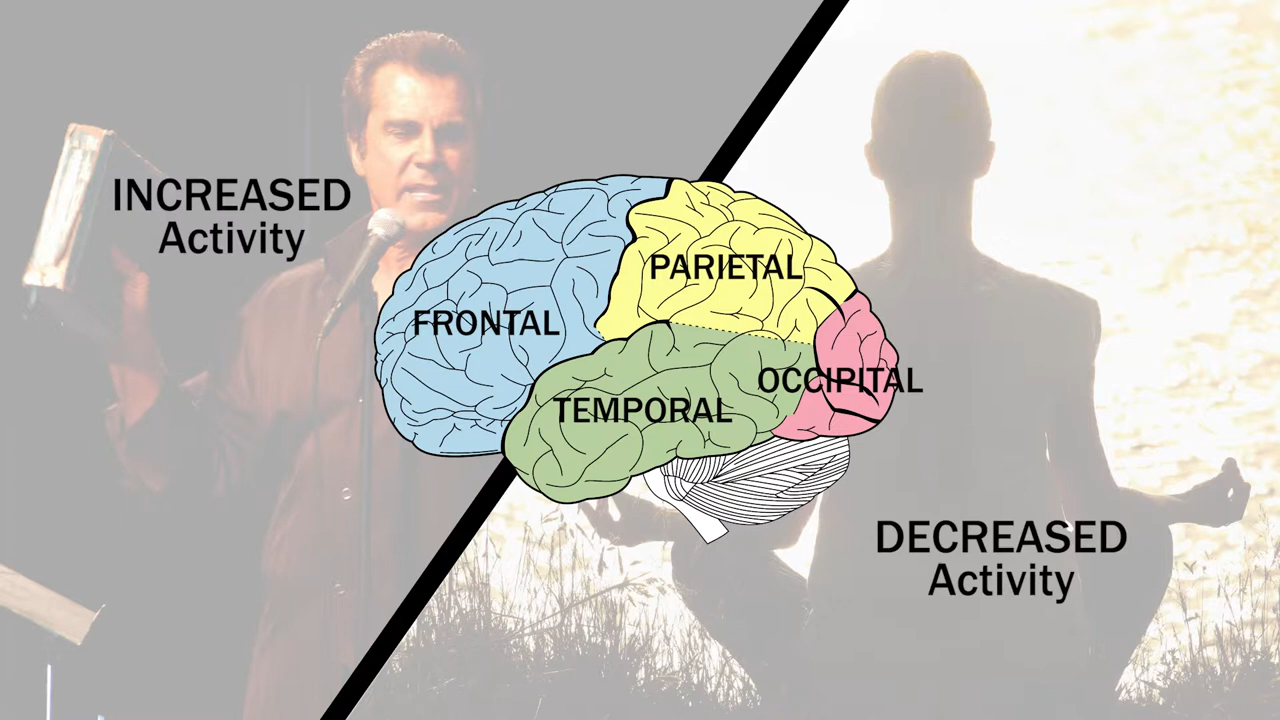 INCREASED
Activity
PARIETAL
FRONTAL
OCCIPITAL
TEMPORAL
DECREASED
Activity